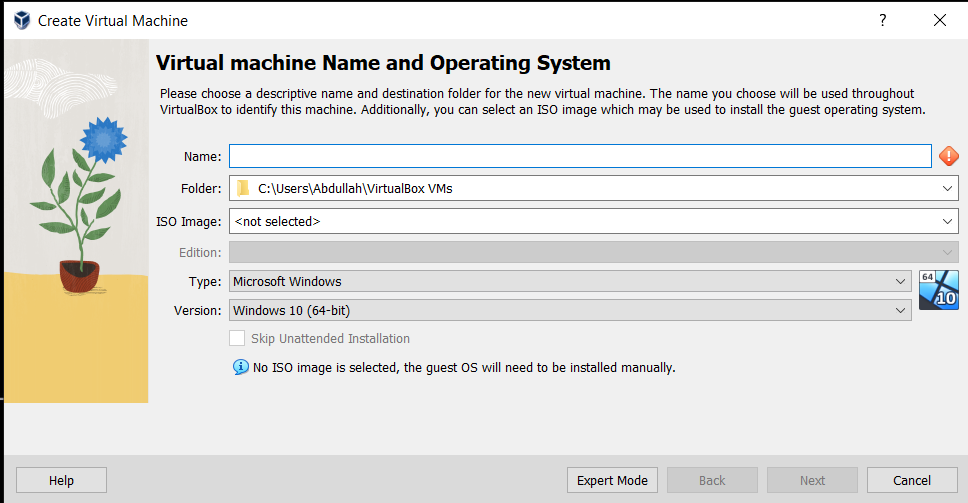 Create Virtual Machine
?
Virtual machine Name and Operating System
Please choose a descriptive name and destination folder for the new virtual machine. The name you choose will be used throughout
VirtualBox to identify this machine. Additionally, you can select an ISO image which may be used to install the guest operating system.
Name:
Folder: C:\Users\Abdullah\VirtualBox VMs
ISO Image: <not selected>
Edition:
Type: Microsoft Windows
64
Version: Windows 10 (64-bit)
10
Skip Unattended Installation
No ISO image is selected, the guest OS will need to be installed manually.
Help Expert Mode Back Next Cancel